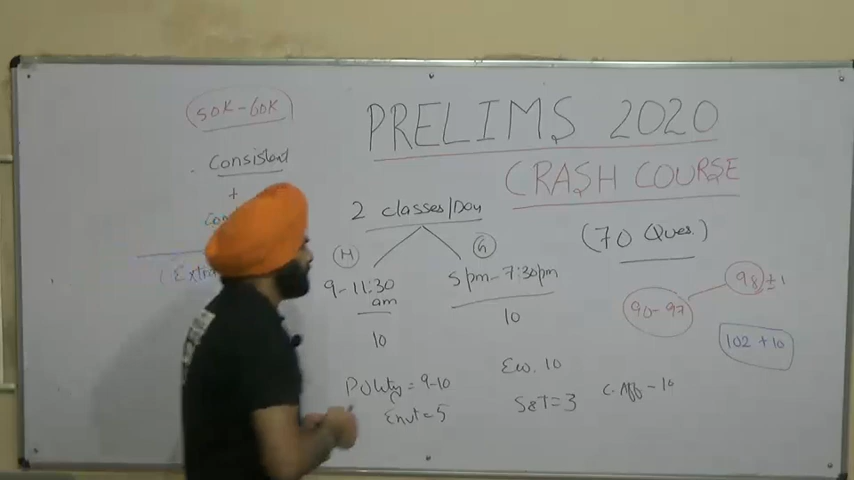 50K-60K
Consistent
+
PRELIMS 2020
CRASH COURSE
2 classes/Day
(70 Ques.)
H
G
9-11:30
am
5pm-7:30pm
10
10
98 ± 1
90-97
102 + 10
Polity = 9-10
Eco. 10
Envt = 5
S&T = 3
C. Aff - 10